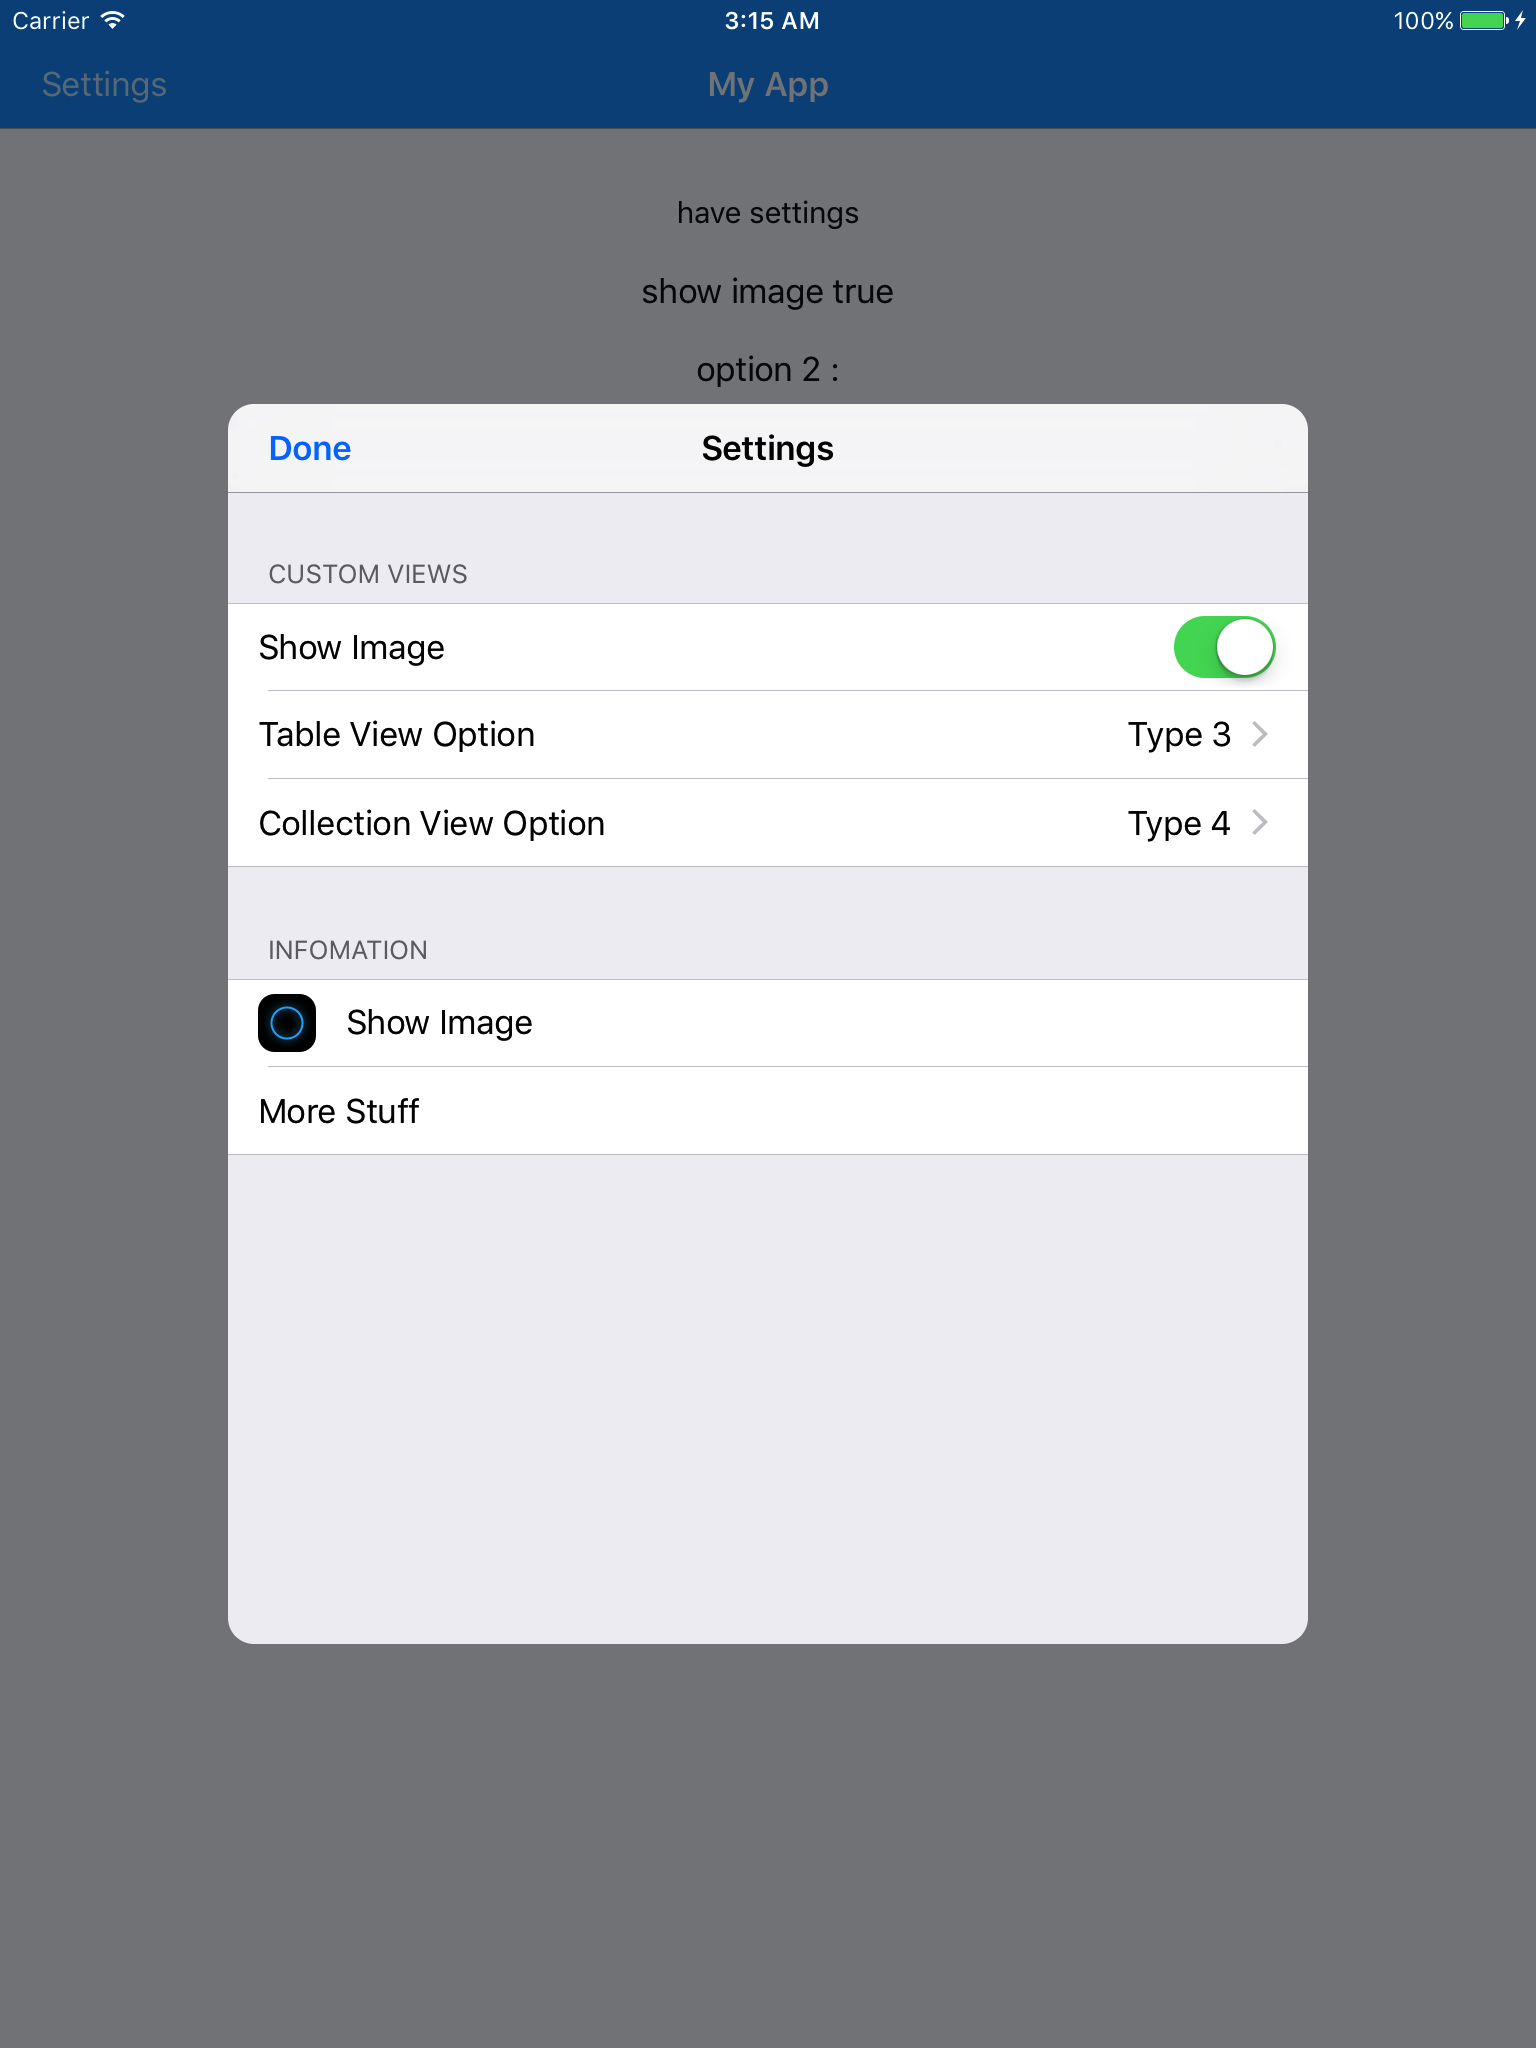 Carrier 3:15 AM 100%
Settings My App
have settings
show image true
option 2 :
Done Settings
CUSTOM VIEWS
Show Image
Table View Option Type 3
Collection View Option Type 4
INFOMATION
Show Image
More Stuff